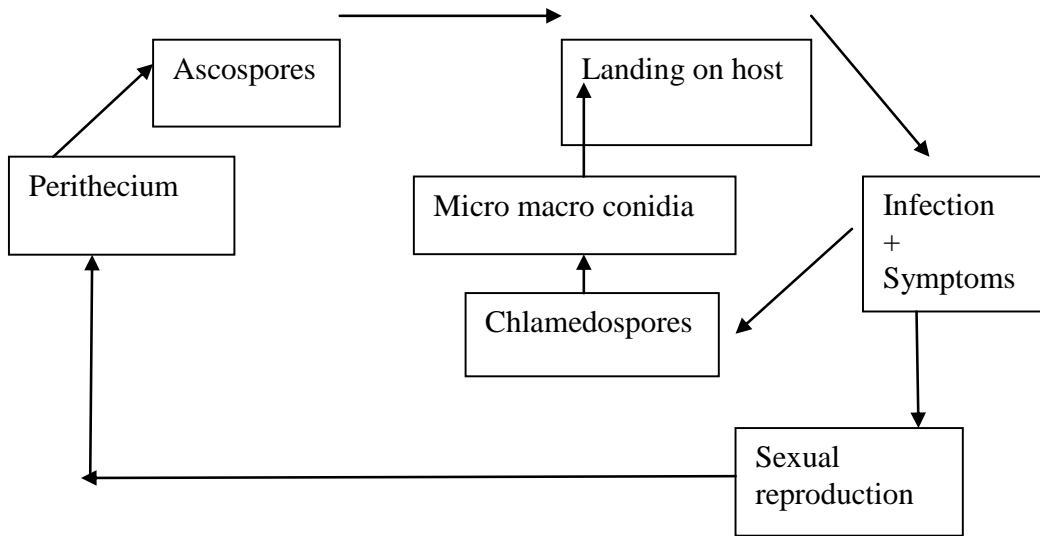 Ascospores
Landing on host
Perithecium
Micro macro conidia
Infection
+
Symptoms
Chlamedospores
Sexual
reproduction